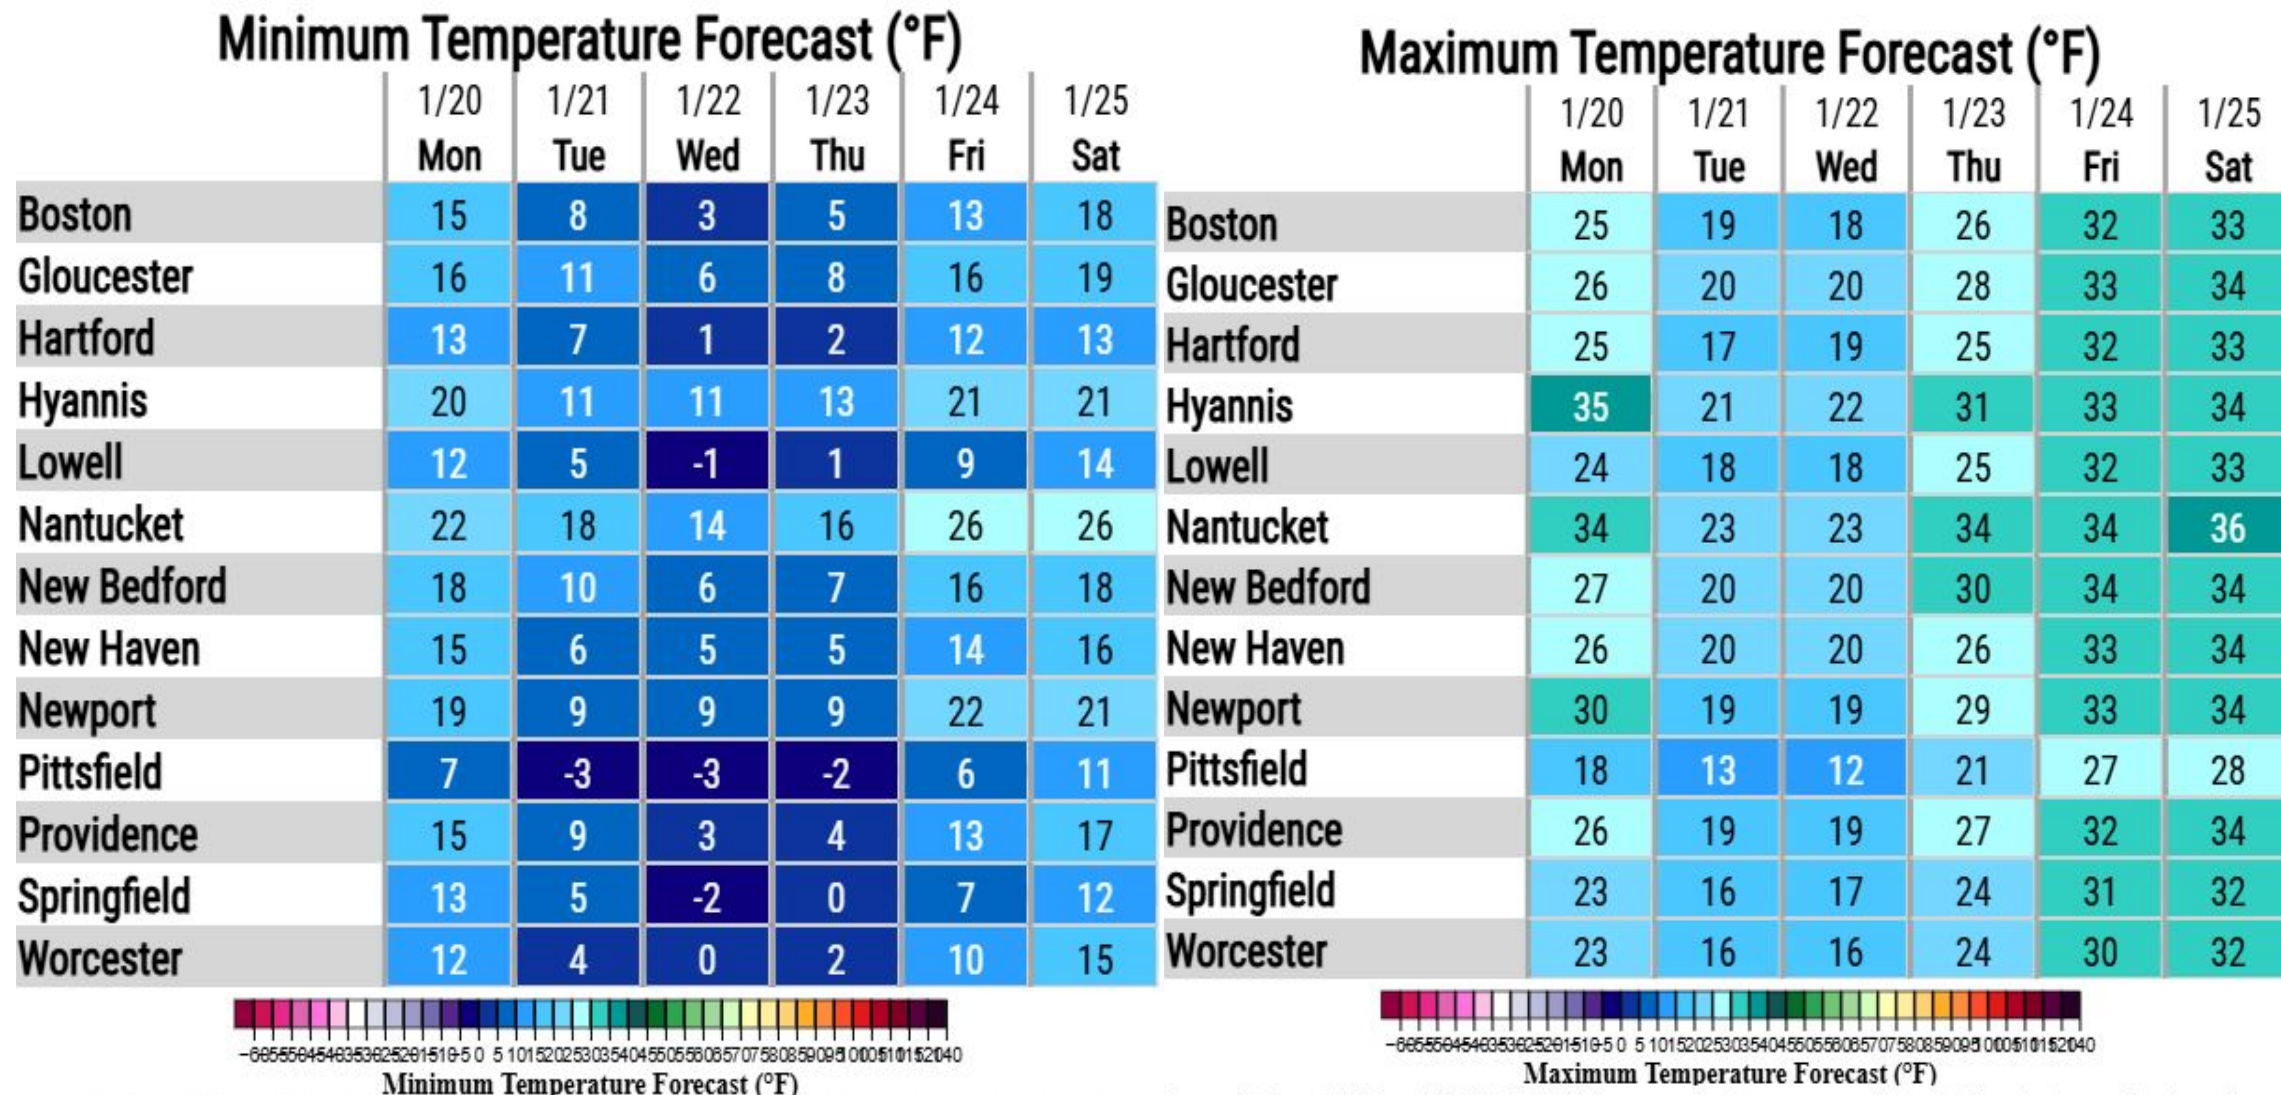 Minimum Temperature Forecast (°F)
1/20 1/21 1/22 1/23 1/24 1/25
Mon Tue Wed Thu Fri Sat
Boston 15 8 3 5 13 18
Gloucester 16 11 6 8 16 19
Hartford 13 7 1 2 12 13
Hyannis 20 11 11 13 21 21
Lowell 12 5 -1 1 9 14
Nantucket 22 18 14 16 26 26
New Bedford 18 10 6 7 16 18
New Haven 15 6 5 5 14 16
Newport 19 9 9 9 22 21
Pittsfield 7 -3 -3 -2 6 11
Providence 15 9 3 4 13 17
Springfield 13 5 -2 0 7 12
Worcester 12 4 0 2 10 15
Minimum Temperature Forecast (°F)
Maximum Temperature Forecast (°F)
1/20 1/21 1/22 1/23 1/24 1/25
Mon Tue Wed Thu Fri Sat
Boston 25 19 18 26 32 33
Gloucester 26 20 20 28 33 34
Hartford 25 17 19 25 32 33
Hyannis 35 21 22 31 33 34
Lowell 24 18 18 25 32 33
Nantucket 34 23 23 34 34 36
New Bedford 27 20 20 30 34 34
New Haven 26 20 20 26 33 34
Newport 30 19 19 29 33 34
Pittsfield 18 13 12 21 27 28
Providence 26 19 19 27 32 34
Springfield 23 16 17 24 31 32
Worcester 23 16 16 24 30 32
Maximum Temperature Forecast (°F)